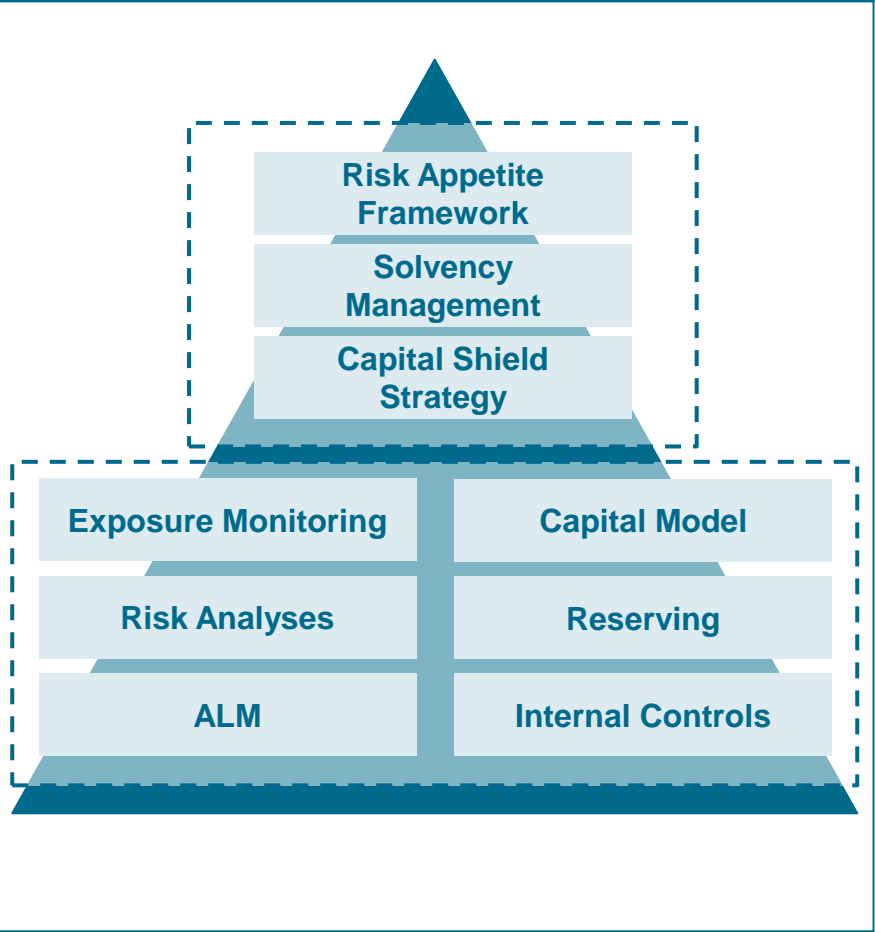 Risk Appetite
Framework
Solvency
Management
Capital Shield
Strategy
Exposure Monitoring
Capital Model
Risk Analyses
Reserving
ALM
Internal Controls